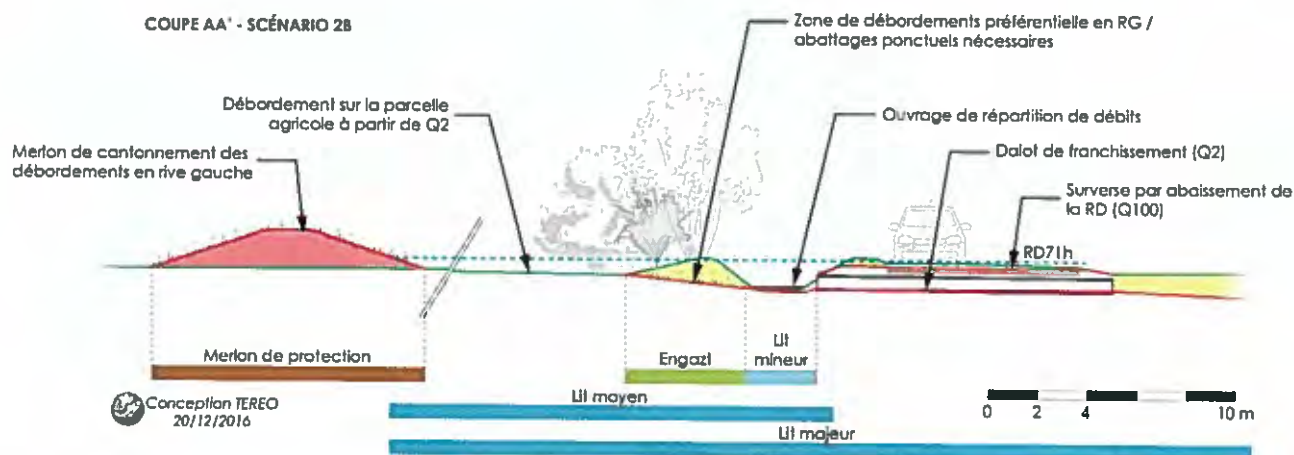 COUPE AA' - SCÉNARIO 2B
Zone de débordements préférentielle en RG /
abattages ponctuels nécessaires
Débordement sur la parcelle
agricole à partir de Q2
Ouvrage de répartition de débits
Merlon de cantonnement des
débordements en rive gauche
Dalot de franchissement (Q2)
Surverse par abaissement de
la RD (Q100)
RD71h
Merlon de protection
Engazt
Lit
mineur
Conception TEREO
20/12/2016
Lit moyen
0 2 4 10 m
Lit majeur